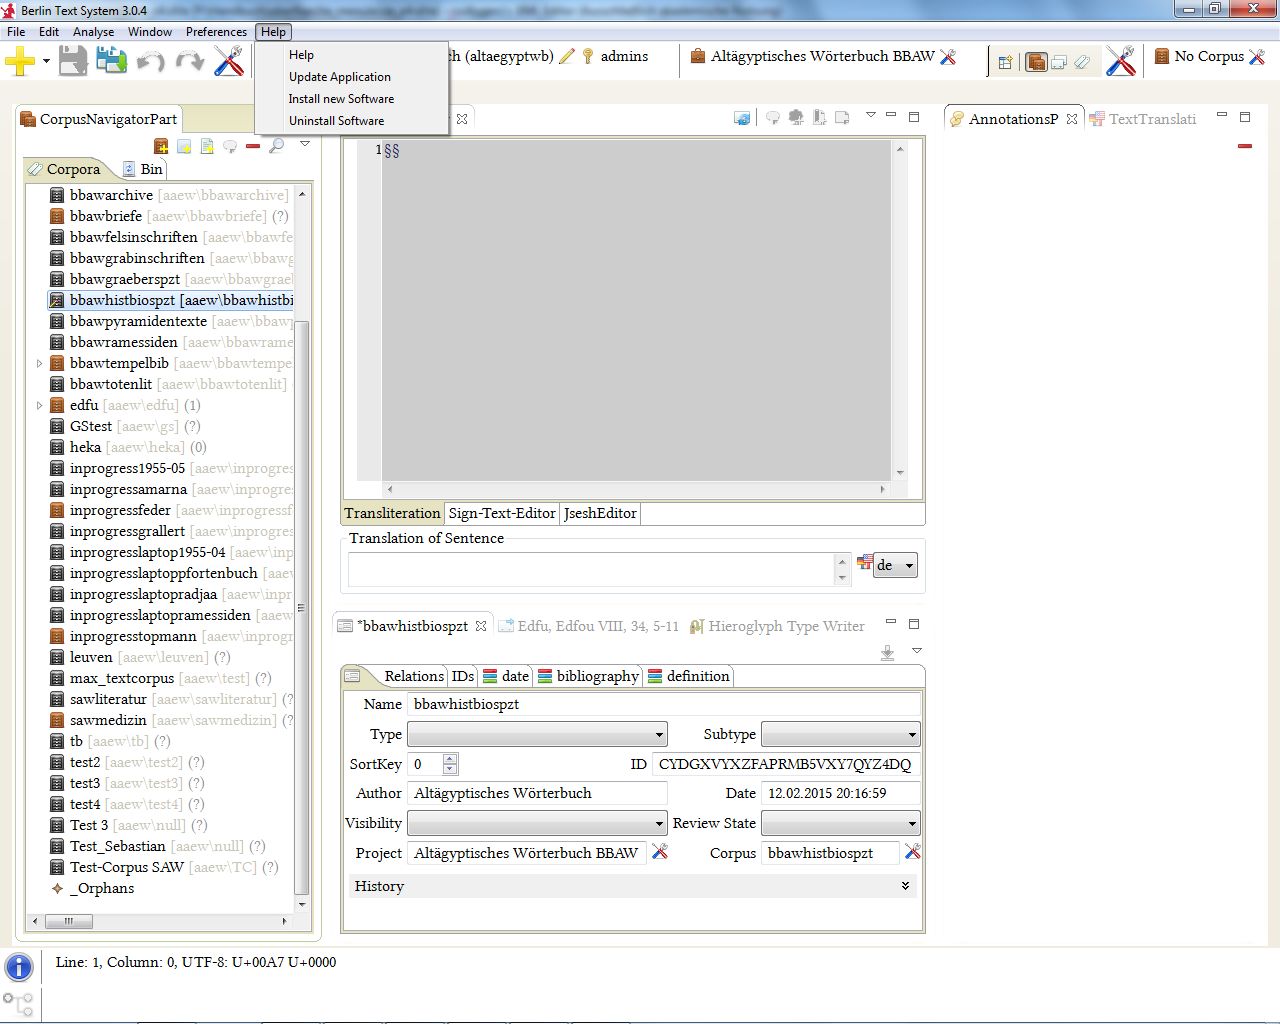 Berlin Text System 3.0.4
File Edit Analyse Window Preferences Help
Help
Update Application
Install new Software
Uninstall Software
(altaegyptwb) admins Altägyptisches Wörterbuch BBAW No Corpus
CorpusNavigatorPart
Corpora Bin
bbawarchive [aaew\bbawarchive]
bbawbriefe [aaew\bbawbriefe] (?)
bbawfelsinschriften [aaew\bbawfe
bbawgrabinschriften [aaew\bbawg
bbawgraeberspzt [aaew\bbawgrael
bbawhistbiospzt [aaew\bbawhistbi
bbawpyramidentexte [aaew\bbawp
bbawramessiden [aaew\bbawrame
bbawtempelbib [aaew\bbawtempe
bbawtotenlit [aaew\bbawtotenlit] (
edfu [aaew\edfu] (1)
GStest [aaew\gs] (?)
heka [aaew\heka] (0)
inprogress1955-05 [aaew\inprogres
inprogressamarna [aaew\inprogres
inprogressfeder [aaew\inprogressf
inprogressgrallert [aaew\inprogres
inprogresslaptop1955-04 [aaew\inp
inprogresslaptoppfortenbuch [aaew
inprogresslaptopradjaa [aaew\inpr
inprogresslaptopramessiden [aaew
inprogresstopmann [aaew\inprogr
leuven [aaew\leuven] (?)
max_textcorpus [aaew\test] (?)
sawliteratur [aaew\sawliteratur] (?
sawmedizin [aaew\sawmedizin] (?
tb [aaew\tb] (?)
test2 [aaew\test2] (?)
test3 [aaew\test3] (?)
test4 [aaew\test4] (?)
Test 3 [aaew\null] (?)
Test_Sebastian [aaew\null] (?)
Test-Corpus SAW [aaew\TC] (?)
_Orphans
1 §§
Transliteration Sign-Text-Editor JseshEditor
Translation of Sentence
de
*bbawhistbiospzt Edfu, Edfou VIII, 34, 5-11 Hieroglyph Type Writer
Relations IDs date bibliography definition
Name bbawhistbiospzt
Type Subtype
SortKey 0 ID CYDGXVYXZFAPRMB5VXY7QYZ4DQ
Author Altägyptisches Wörterbuch Date 12.02.2015 20:16:59
Visibility Review State
Project Altägyptisches Wörterbuch BBAW Corpus bbawhistbiospzt
History
AnnotationsP TextTranslati
Line: 1, Column: 0, UTF-8: U+00A7 U+0000